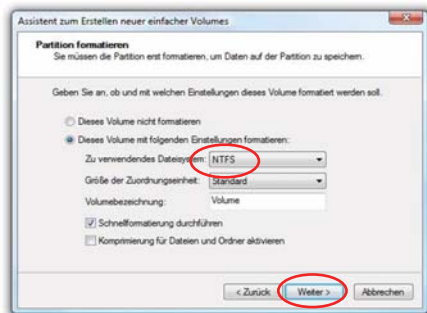 Assistent zum Erstellen neuer einfacher Volumes
Partition formatieren
Sie müssen die Partition erst formatieren, um Daten auf der Partition zu speichern.
Geben Sie an, ob und mit welchen Einstellungen dieses Volume formatiert werden soll.
Dieses Volume nicht formatieren
Dieses Volume mit folgenden Einstellungen formatieren:
Zu verwendendes Dateisystem: NTFS
Größe der Zuordnungseinheit: Standard
Volumebezeichnung: Volume
Schnellformatierung durchführen
Komprimierung für Dateien und Ordner aktivieren
< Zurück Weiter > Abbrechen